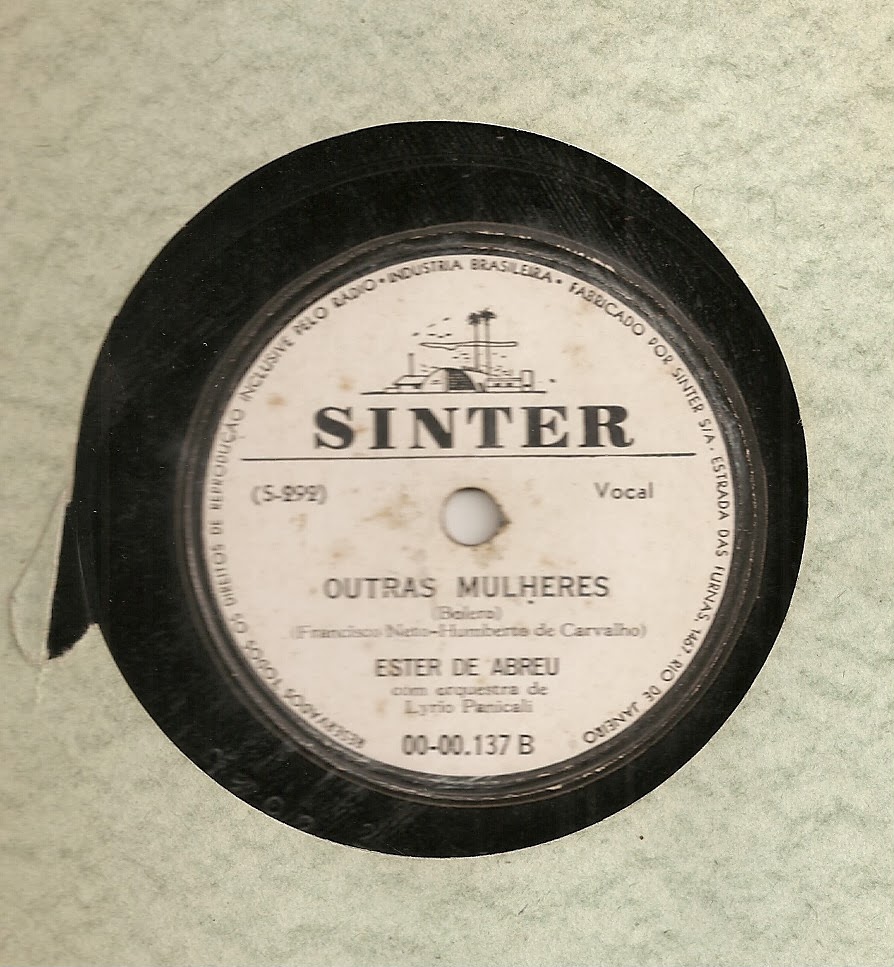 RESERVADOS TODOS OS DIREITOS DE REPRODUÇÃO INCLUSIVE PELO RADIO • INDUSTRIA BRASILEIRA • FABRICADO POR SINTER S/A • ESTRADA DAS FURNAS, 1467 • RIO DE JANEIRO
SINTER
(S-292) Vocal
OUTRAS MULHERES
(Bolero)
(Francisco Neto-Humberto de Carvalho)
ESTER DE ABREU
com orquestra de
Lyrio Panicali
00-00.137 B